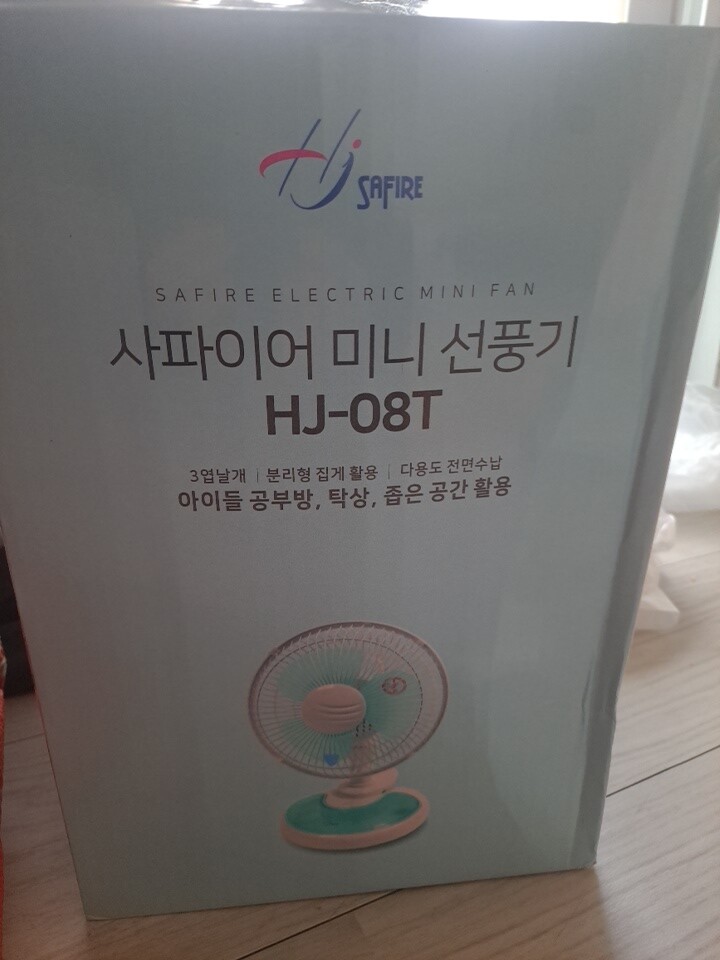 Hj SAFIRE
SAFIRE ELECTRIC MINI FAN
사파이어 미니 선풍기
HJ-08T
3엽날개 | 분리형 집게 활용 | 다용도 전면수납
아이들 공부방, 탁상, 좁은 공간 활용